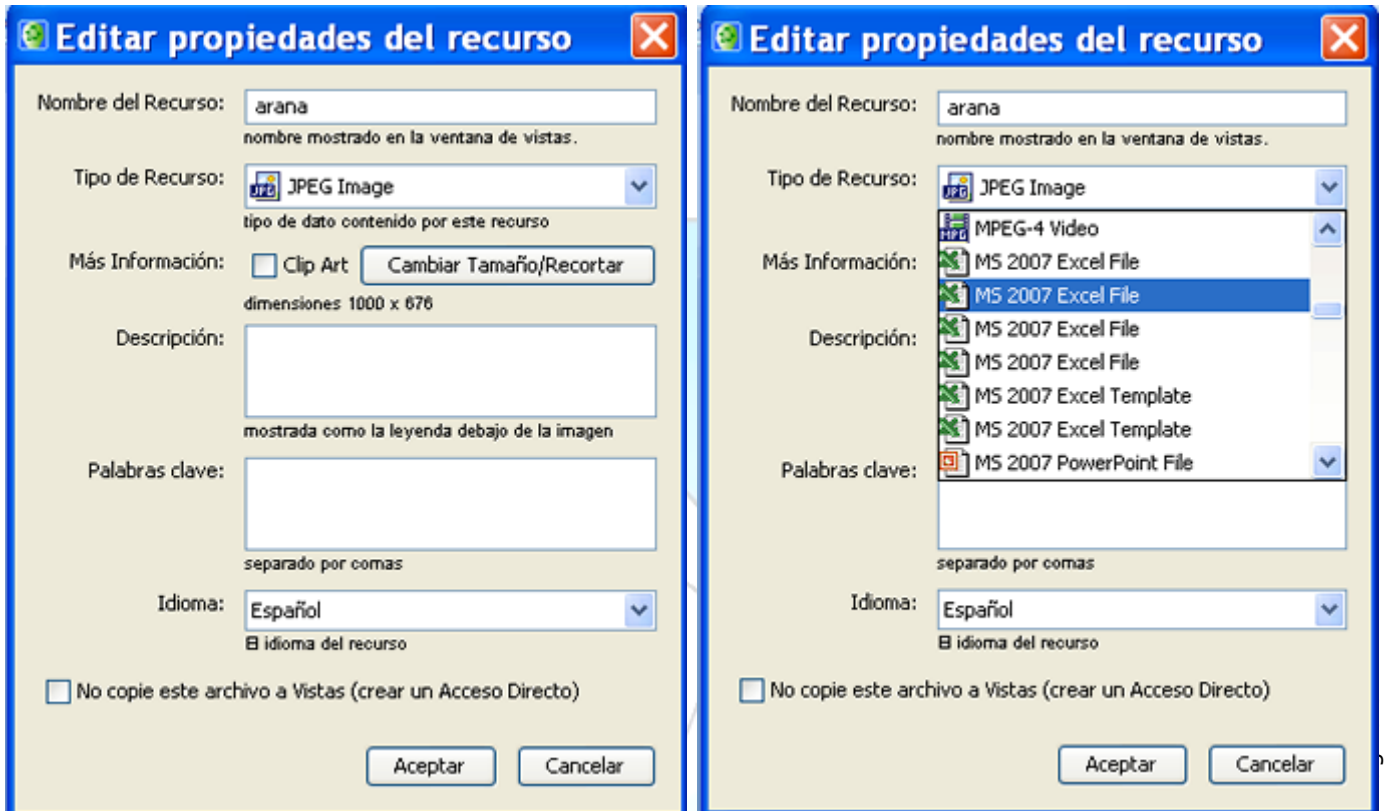 Editar propiedades del recurso
Nombre del Recurso:
arana
nombre mostrado en la ventana de vistas.
Tipo de Recurso:
JPEG Image
tipo de dato contenido por este recurso
Más Información:
Clip Art
Cambiar Tamaño/Recortar
dimensiones 1000 x 676
Descripción:
mostrada como la leyenda debajo de la imagen
Palabras clave:
separado por comas
Idioma:
Español
El idioma del recurso
No copie este archivo a Vistas (crear un Acceso Directo)
Aceptar
Cancelar
Editar propiedades del recurso
Nombre del Recurso:
arana
nombre mostrado en la ventana de vistas.
Tipo de Recurso:
JPEG Image
MPEG-4 Video
Más Información:
MS 2007 Excel File
MS 2007 Excel File
Descripción:
MS 2007 Excel File
MS 2007 Excel File
MS 2007 Excel Template
MS 2007 Excel Template
Palabras clave:
MS 2007 PowerPoint File
separado por comas
Idioma:
Español
El idioma del recurso
No copie este archivo a Vistas (crear un Acceso Directo)
Aceptar
Cancelar